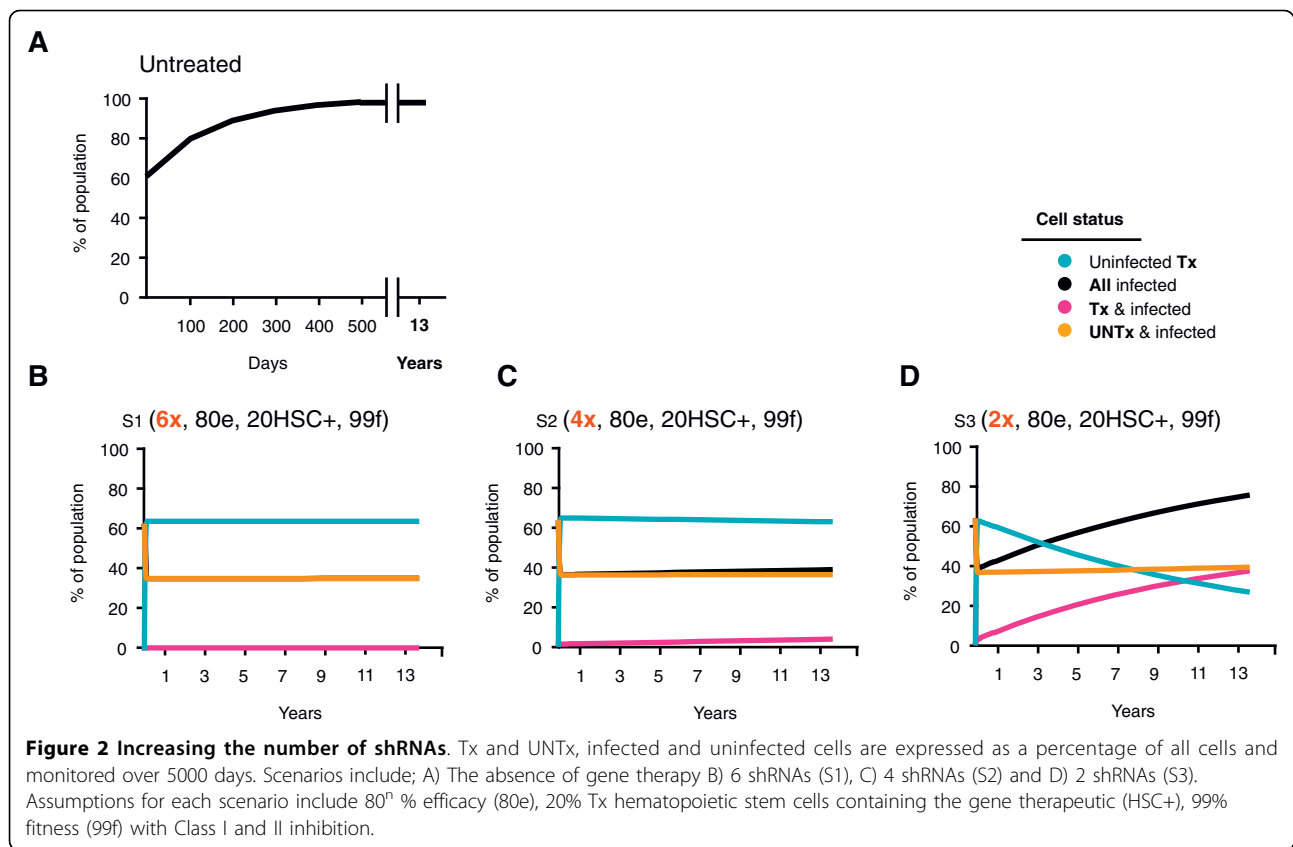 A
Untreated
100
80
60
40
20
0
% of population
100 200 300 400 500 13
Days Years
Cell status
Uninfected Tx
All infected
Tx & infected
UNTx & infected
B
S1 (6x, 80e, 20HSC+, 99f)
100
80
60
40
20
0
% of population
1 3 5 7 9 11 13
Years
C
S2 (4x, 80e, 20HSC+, 99f)
100
80
60
40
20
0
% of population
1 3 5 7 9 11 13
Years
D
S3 (2x, 80e, 20HSC+, 99f)
100
80
60
40
20
0
% of population
1 3 5 7 9 11 13
Years
Figure 2 Increasing the number of shRNAs. Tx and UNTx, infected and uninfected cells are expressed as a percentage of all cells and
monitored over 5000 days. Scenarios include; A) The absence of gene therapy B) 6 shRNAs (S1), C) 4 shRNAs (S2) and D) 2 shRNAs (S3).
Assumptions for each scenario include 80ⁿ % efficacy (80e), 20% Tx hematopoietic stem cells containing the gene therapeutic (HSC+), 99%
fitness (99f) with Class I and II inhibition.